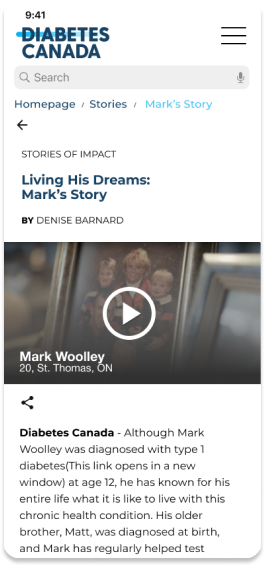 9:41
DIABETES
CANADA
Search
Homepage / Stories / Mark's Story
STORIES OF IMPACT
Living His Dreams:
Mark's Story
BY DENISE BARNARD
Mark Woolley
20, St. Thomas, ON
Diabetes Canada - Although Mark
Woolley was diagnosed with type 1
diabetes(This link opens in a new
window) at age 12, he has known for his
entire life what it is like to live with this
chronic health condition. His older
brother, Matt, was diagnosed at birth,
and Mark has regularly helped test